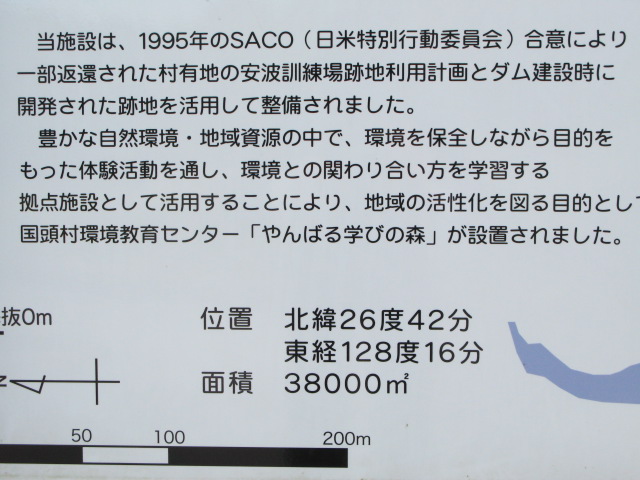 当施設は、1995年のSACO（日米特別行動委員会）合意により
一部返還された村有地の安波訓練場跡地利用計画とダム建設時に
開発された跡地を活用して整備されました。
豊かな自然環境・地域資源の中で、環境を保全しながら目的を
もった体験活動を通し、環境との関わり合い方を学習する
拠点施設として活用することにより、地域の活性化を図る目的として
国頭村環境教育センター「やんばる学びの森」が設置されました。
抜0m
位置 北緯26度42分
東経128度16分
面積 38000㎡
50 100 200m